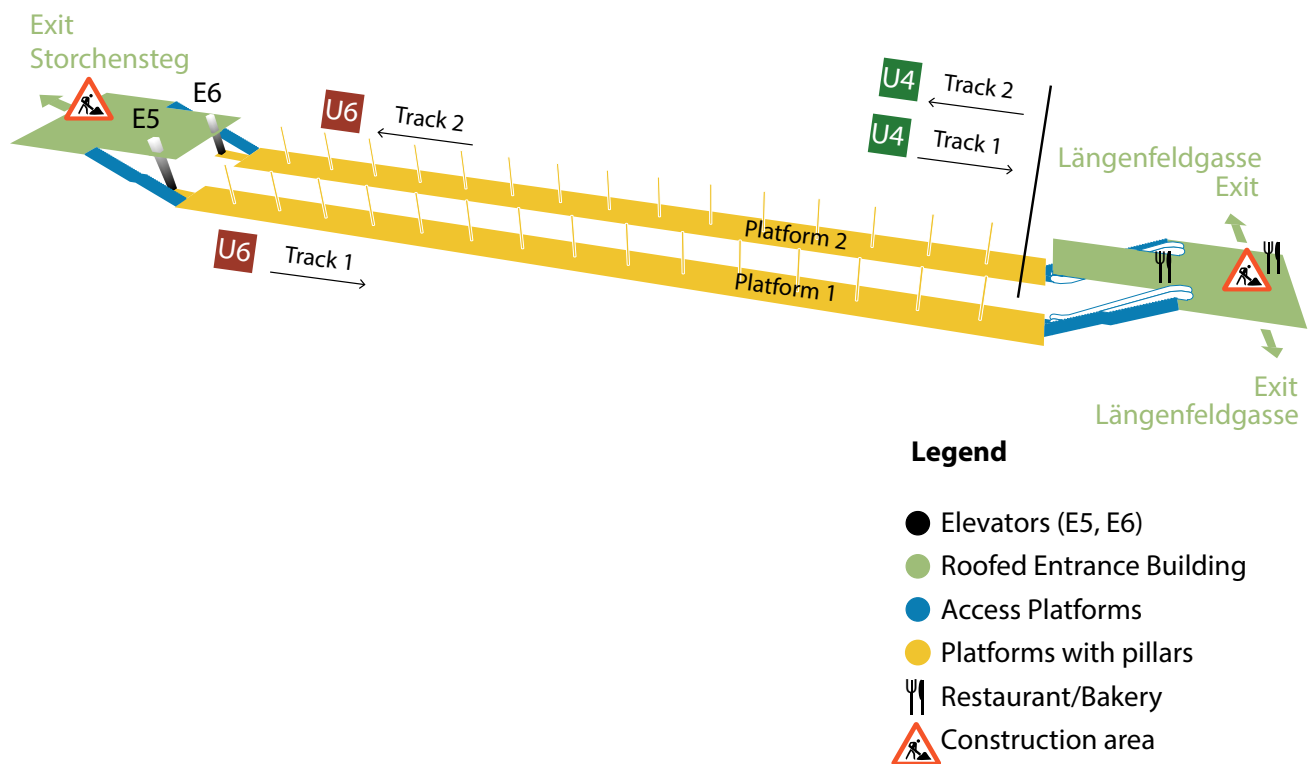 Exit
Storchensteg
E6
E5
U6
Track 2
U4
Track 2
U4
Track 1
Längenfeldgasse
Exit
Platform 2
U6
Track 1
Platform 1
Exit
Längenfeldgasse
Legend
Elevators (E5, E6)
Roofed Entrance Building
Access Platforms
Platforms with pillars
Restaurant/Bakery
Construction area